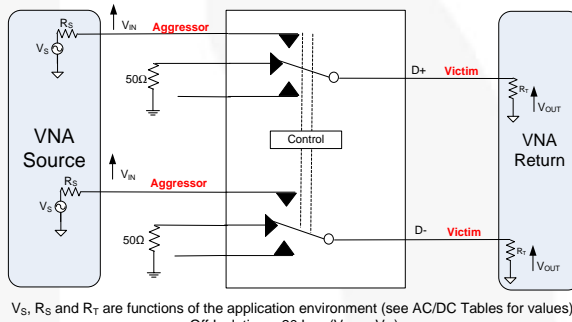 RS
VIN
Aggressor
VS
50Ω
D+
Victim
RT
VOUT
VNA
Source
Control
VNA
Return
VIN
RS
Aggressor
VS
50Ω
D-
Victim
RT
VOUT
VS, RS and RT are functions of the application environment (see AC/DC Tables for values)